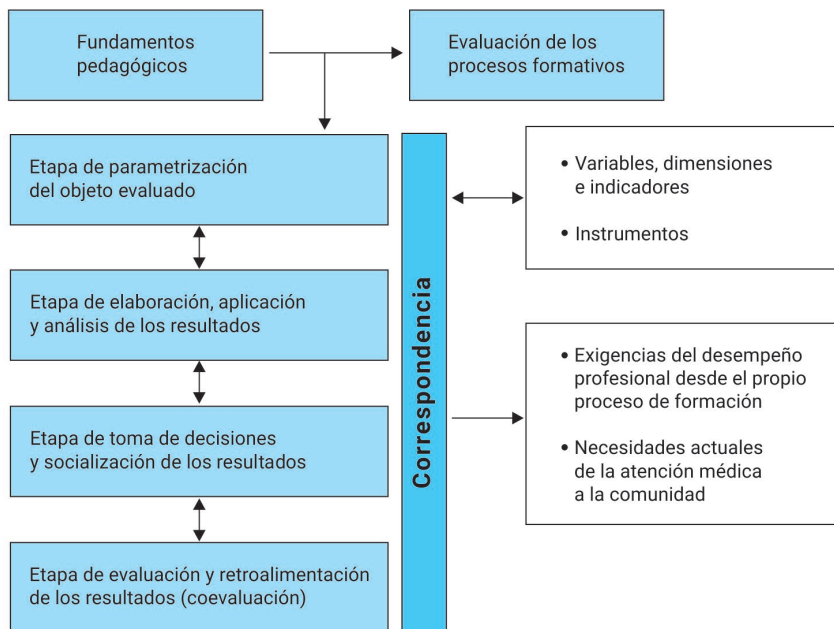 Fundamentos
pedagógicos
Evaluación de los
procesos formativos
Etapa de parametrización
del objeto evaluado
Etapa de elaboración, aplicación
y análisis de los resultados
Etapa de toma de decisiones
y socialización de los resultados
Etapa de evaluación y retroalimentación
de los resultados (coevaluación)
Correspondencia
• Variables, dimensiones
e indicadores
• Instrumentos
• Exigencias del desempeño
profesional desde el propio
proceso de formación
• Necesidades actuales
de la atención médica
a la comunidad